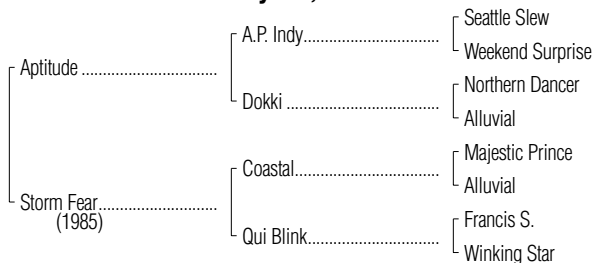 Seattle Slew
A.P. Indy
Weekend Surprise
Aptitude
Northern Dancer
Dokki
Alluvial
Majestic Prince
Coastal
Alluvial
Storm Fear
(1985)
Francis S.
Qui Blink
Winking Star